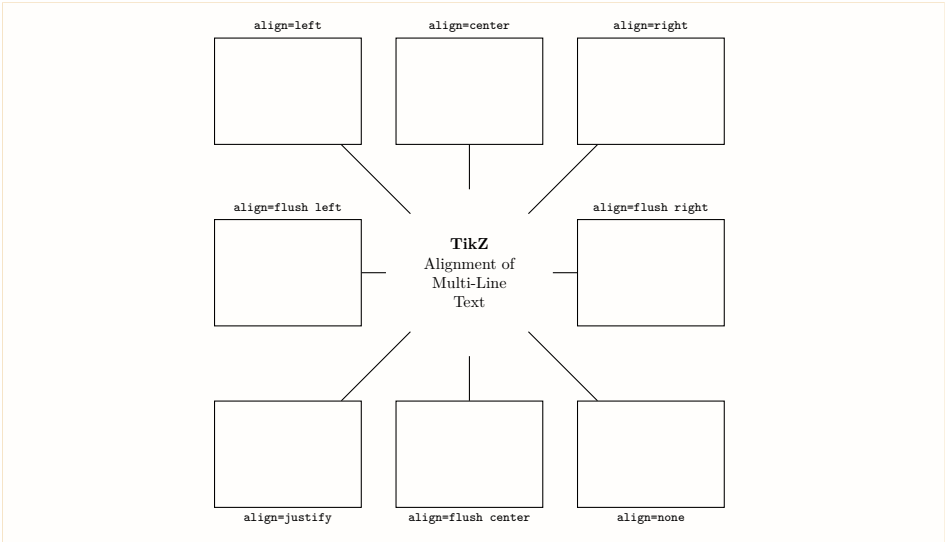 align=left
align=center
align=right
align=flush left
align=flush right
TikZ
Alignment of
Multi-Line
Text
align=justify
align=flush center
align=none